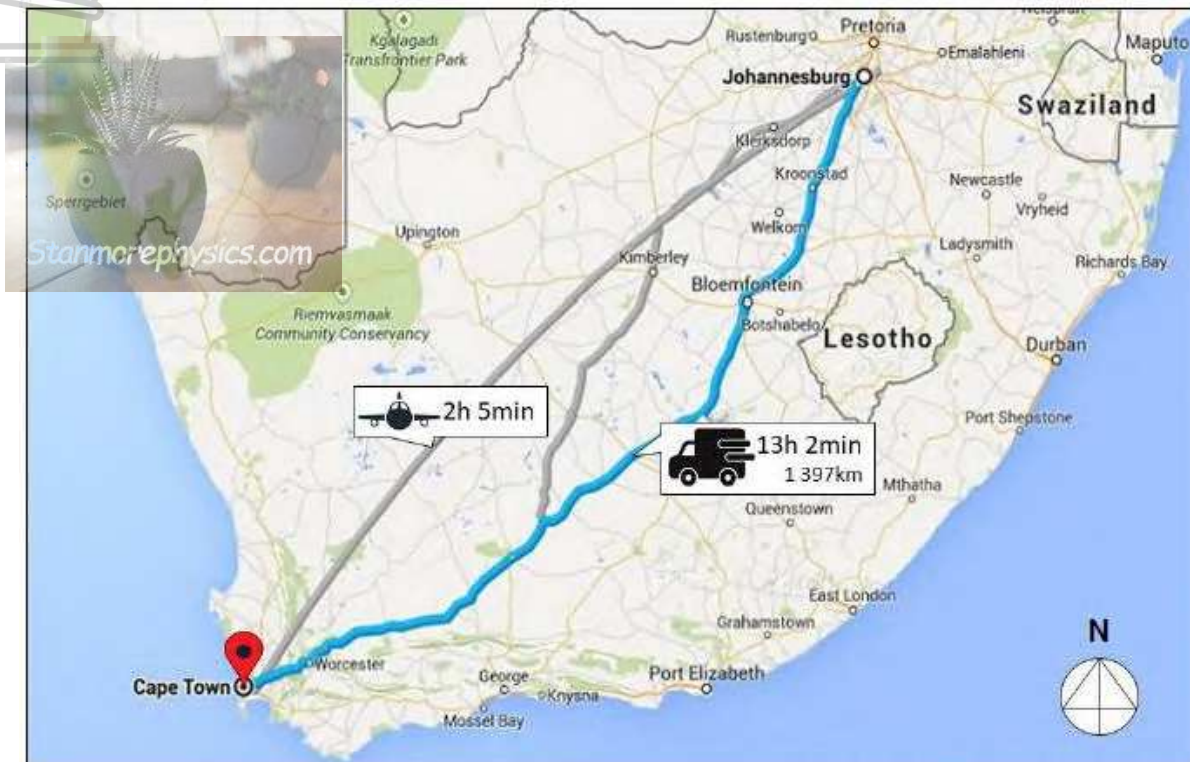 Pretoria
Rustenburg
Kgalagadi
Transfrontier Park
Emalahleni
Maputo
Johannesburg
Swaziland
Klerksdorp
Kroonstad
Newcastle
Vryheid
Sperrgebiet
Welkom
Upington
Stanmorephysics.com
Kimberley
Ladysmith
Richards Bay
Bloemfontein
Riemvasmaak
Community Conservancy
Botshabelo
Lesotho
Durban
2h 5min
Port Shepstone
13h 2min
1 397km
Mthatha
Queenstown
East London
Grahamstown
N
Worcester
George
Port Elizabeth
Cape Town
Knysna
Mossel Bay